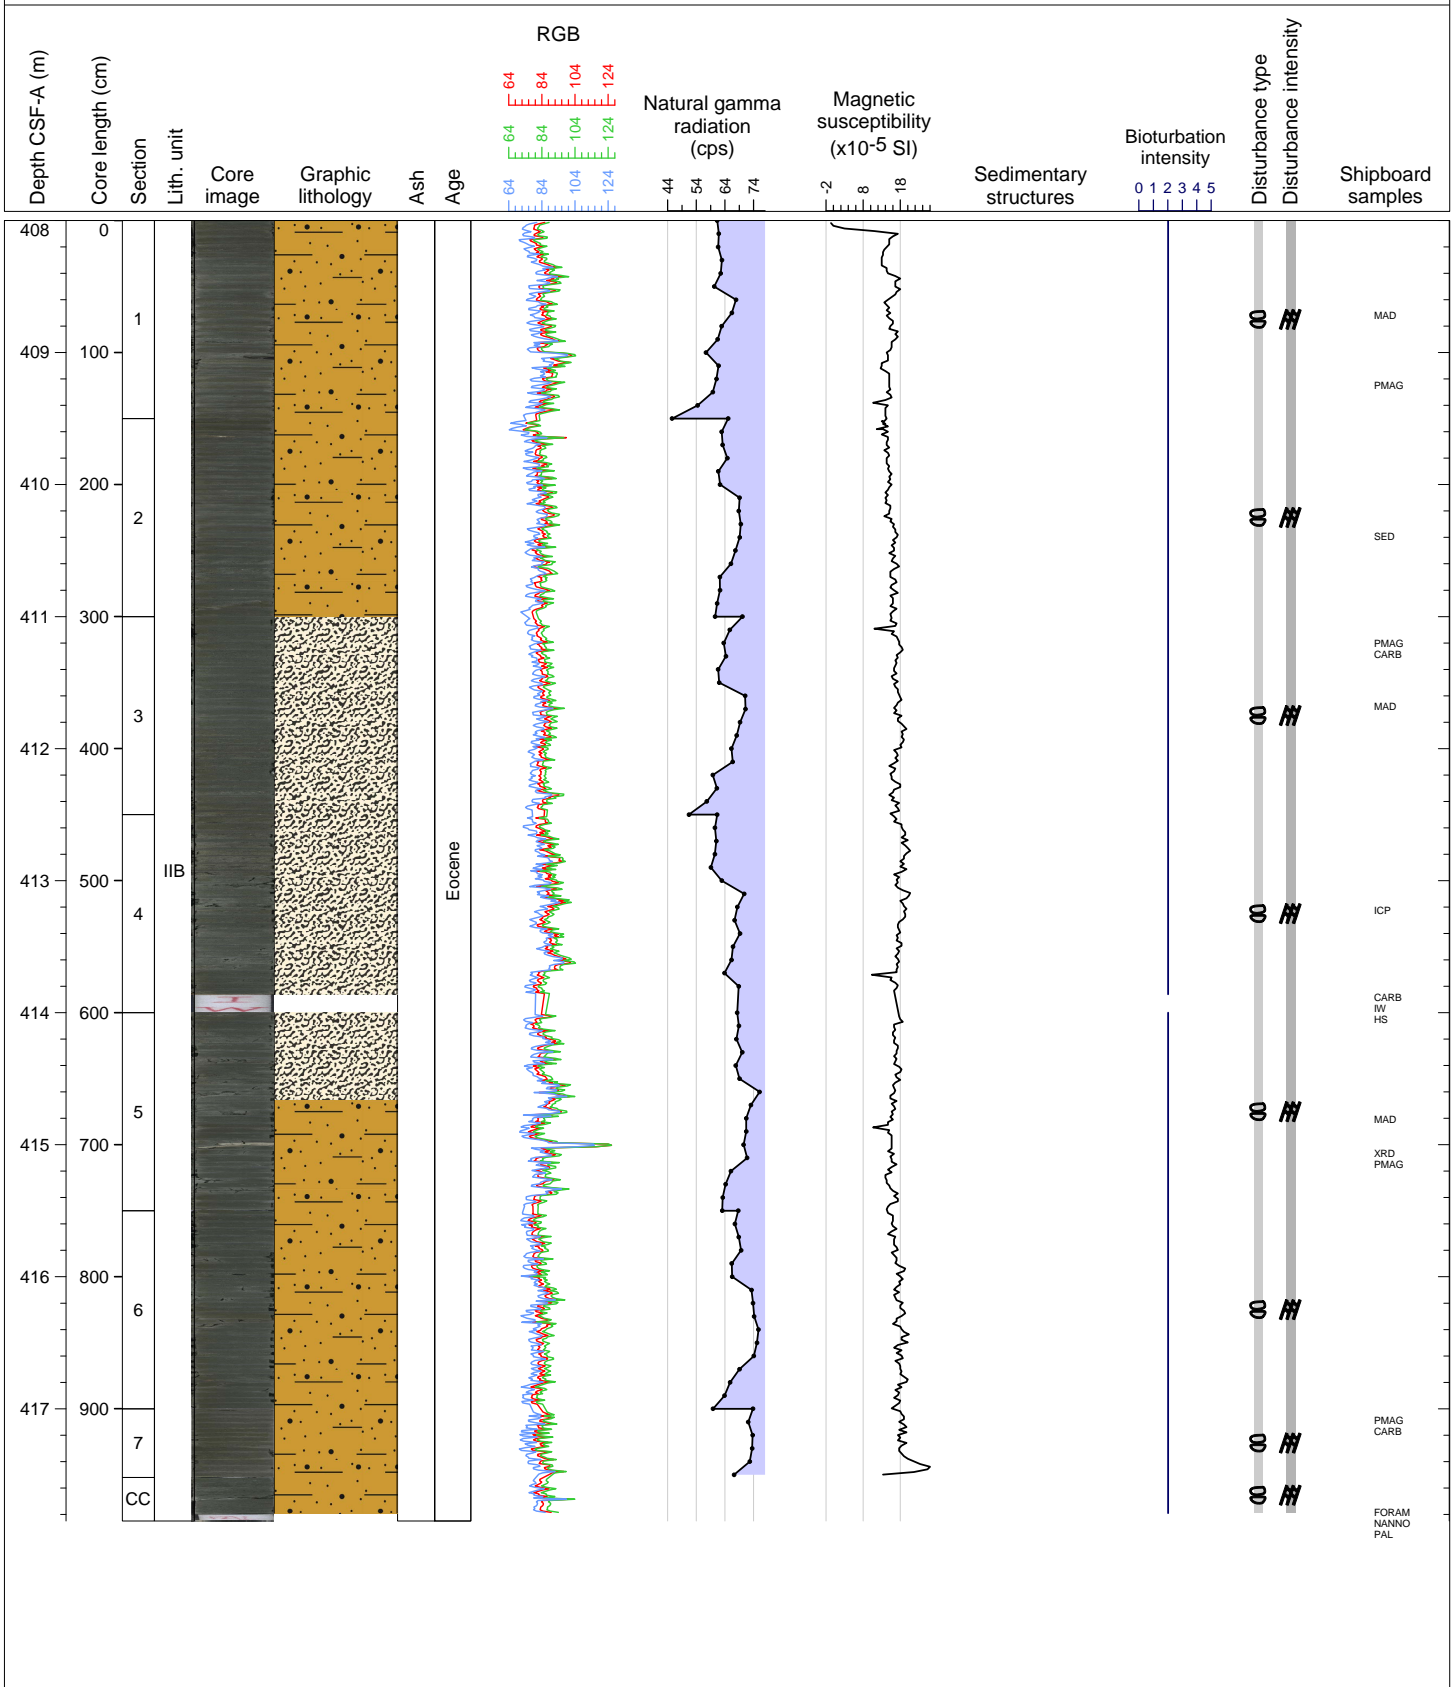 RGB
64 84 104 124
64 84 104 124
64 84 104 124
Depth CSF-A (m)
Core length (cm)
Section
Lith. unit
Core
image
Graphic
lithology
Ash
Age
Natural gamma
radiation
(cps)
44 54 64 74
Magnetic
susceptibility
(x10-5 SI)
-2 8 18
Sedimentary
structures
Bioturbation
intensity
0 1 2 3 4 5
Disturbance type
Disturbance intensity
Shipboard
samples
408 0
1
MAD
409 100
PMAG
410 200
2
SED
411 300
PMAG
CARB
3
MAD
412 400
IIB
Eocene
413 500
4
ICP
CARB
IW
HS
414 600
5
MAD
415 700
XRD
PMAG
416 800
6
417 900
PMAG
CARB
7
CC
FORAM
NANNO
PAL